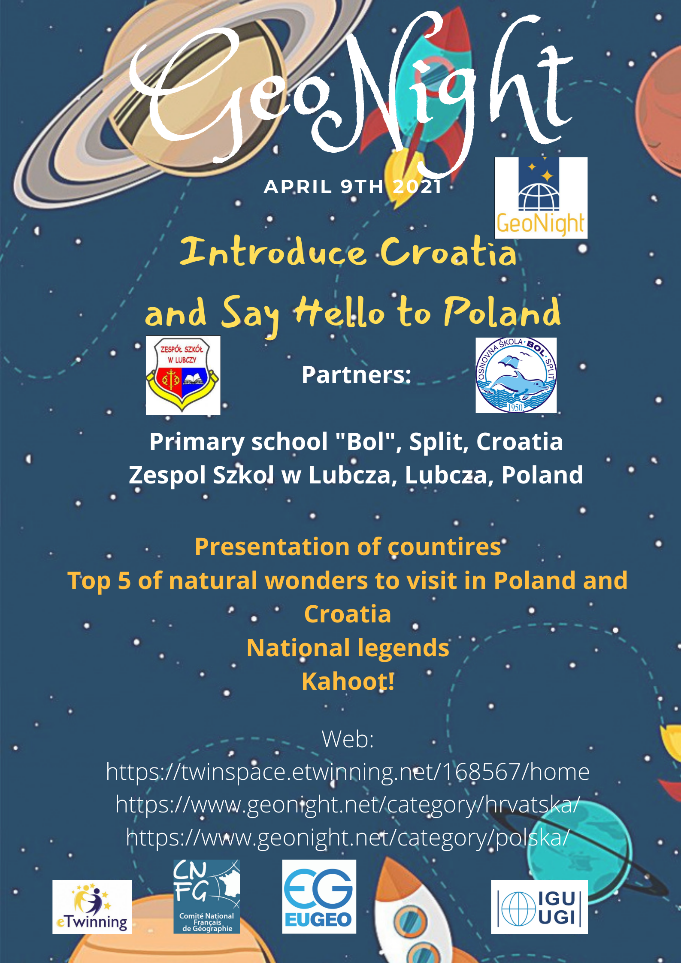 GeoNight
APRIL 9TH 2021
GeoNight
Introduce Croatia
and Say Hello to Poland
ZESPÓŁ SZKÓŁ
W LUBCZY
Partners:
OSNOVNA ŠKOLA · BOL · SPLIT
Primary school "Bol", Split, Croatia
Zespol Szkol w Lubcza, Lubcza, Poland
Presentation of countires
Top 5 of natural wonders to visit in Poland and
Croatia
National legends
Kahoot!
Web:
https://twinspace.etwinning.net/168567/home
https://www.geonight.net/category/hrvatska/
https://www.geonight.net/category/polska/
eTwinning
CN
FG
Comité National
Français
de Géographie
EG
EUGEO
IGU
UGI